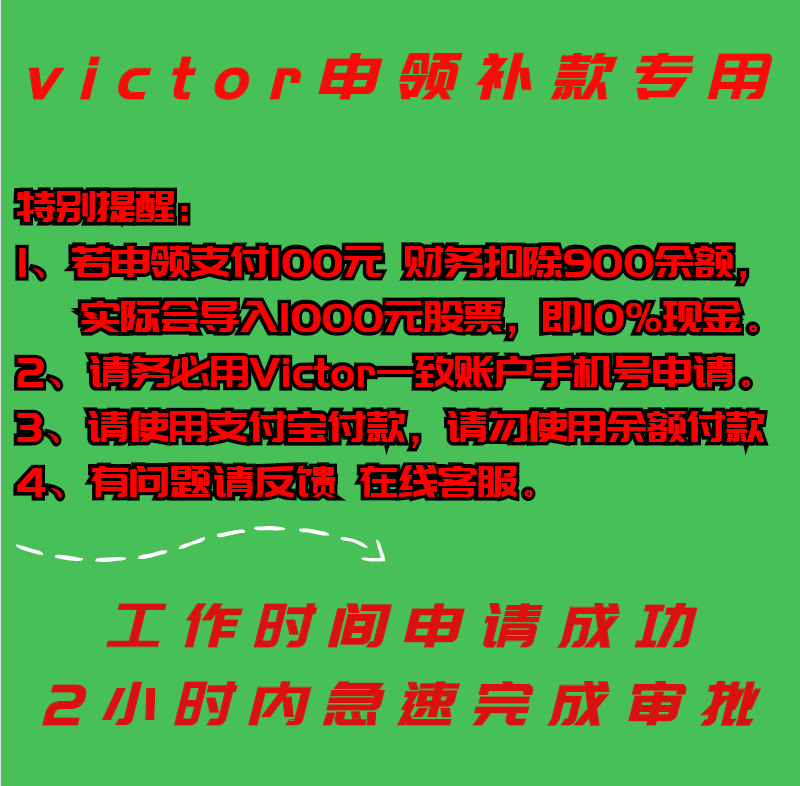 victor申领补款专用
特别提醒：
1、若申领支付100元 财务扣除900余额，
实际会导入1000元股票，即10%现金。
2、请务必用Victor一致账户手机号申请。
3、请使用支付宝付款，请勿使用余额付款
4、有问题请反馈 在线客服。
工作时间申请成功
2小时内急速完成审批